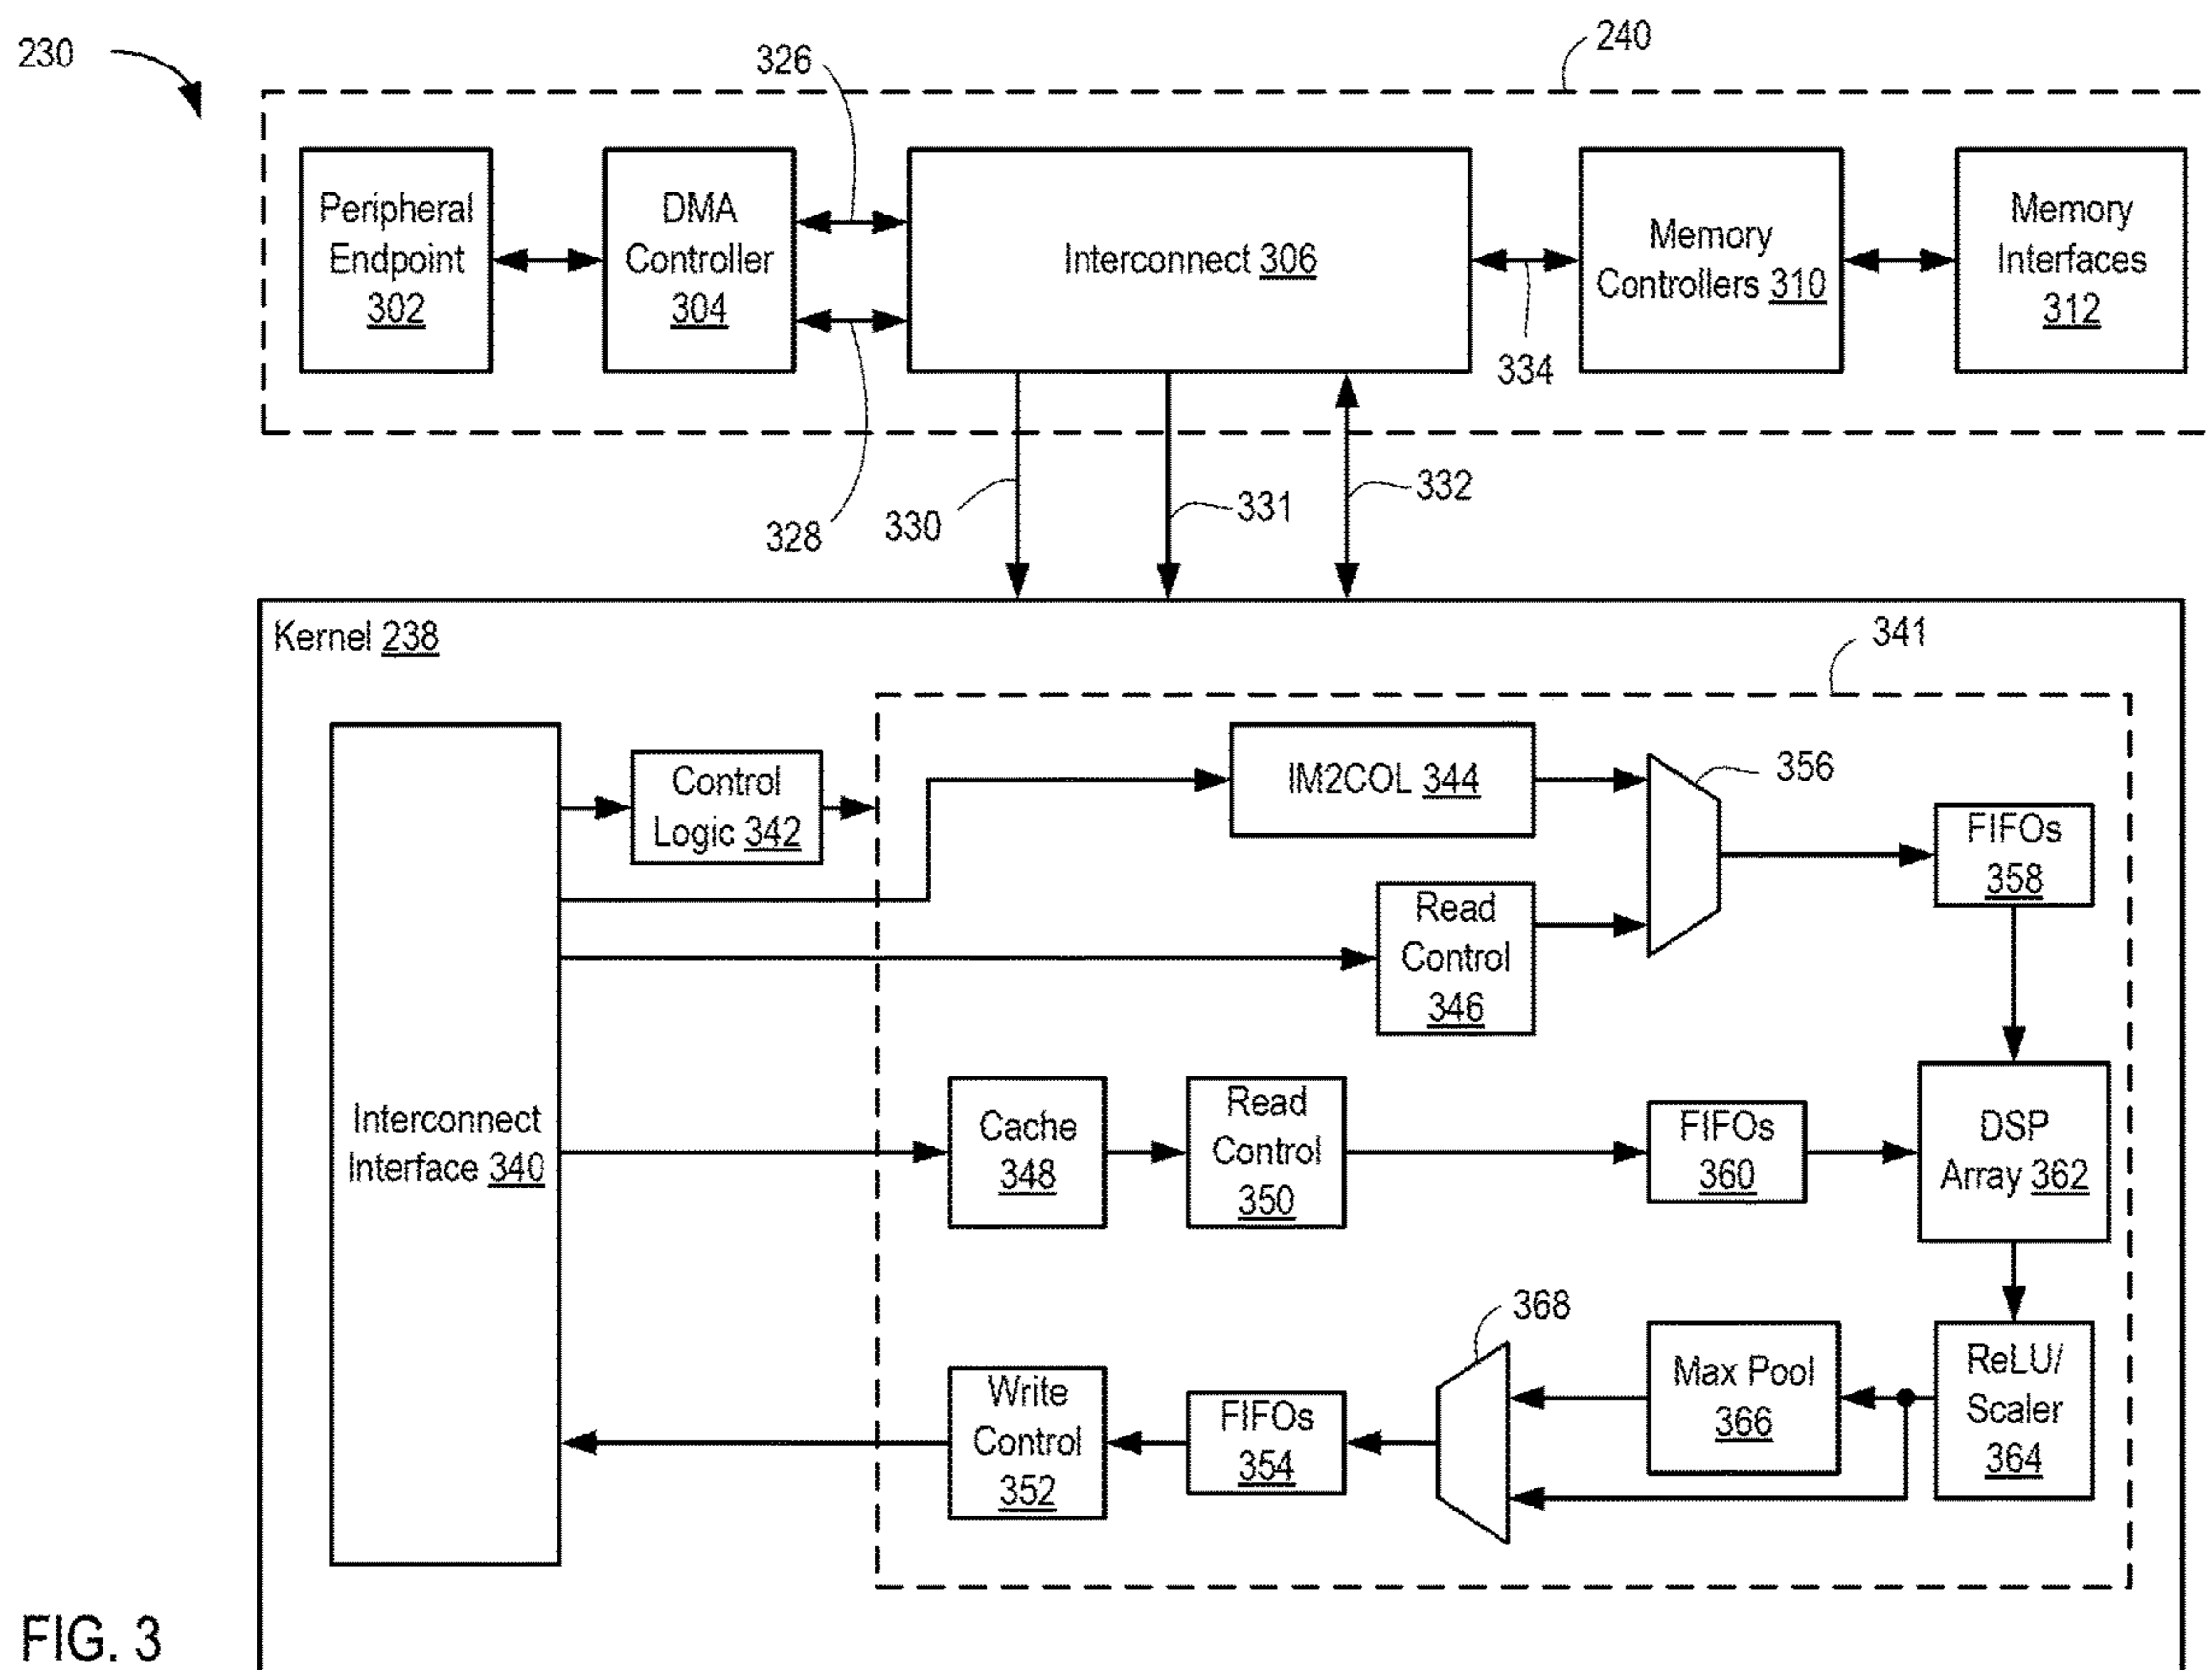 230
240
326
Peripheral
Endpoint
302
DMA
Controller
304
Interconnect 306
Memory
Controllers 310
Memory
Interfaces
312
334
328
330
331
332
Kernel 238
341
Interconnect
Interface 340
Control
Logic 342
IM2COL 344
356
FIFOs
358
Read
Control
346
Cache
348
Read
Control
350
FIFOs
360
DSP
Array 362
368
Write
Control
352
FIFOs
354
Max Pool
366
ReLU/
Scaler
364
FIG. 3